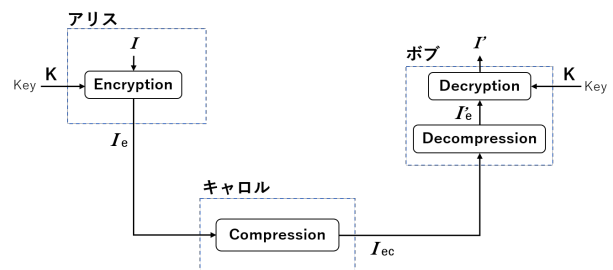 アリス
I
Key K
Encryption
Ie
キャロル
Compression
Iec
ボブ
I'
Decryption
K Key
I'e
Decompression